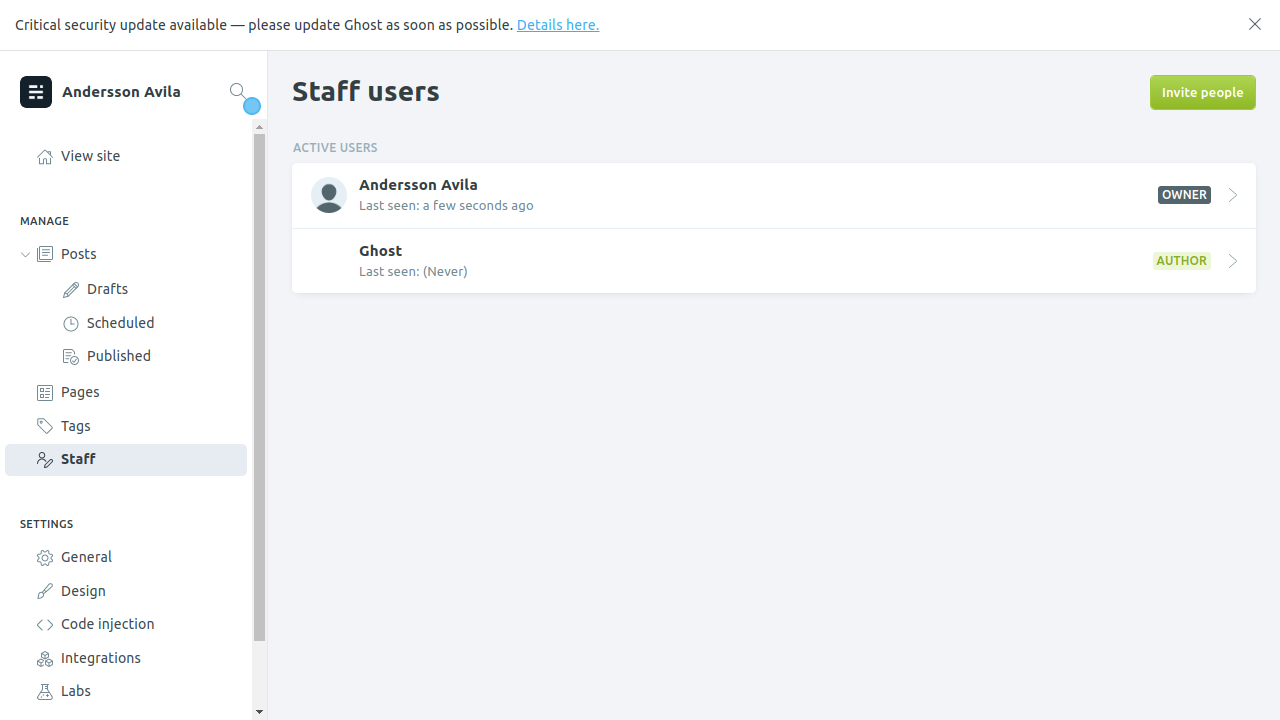 Critical security update available — please update Ghost as soon as possible. Details here.
Andersson Avila
View site
MANAGE
Posts
Drafts
Scheduled
Published
Pages
Tags
Staff
SETTINGS
General
Design
Code injection
Integrations
Labs
Staff users
Invite people
ACTIVE USERS
Andersson Avila
Last seen: a few seconds ago
OWNER
Ghost
Last seen: (Never)
AUTHOR